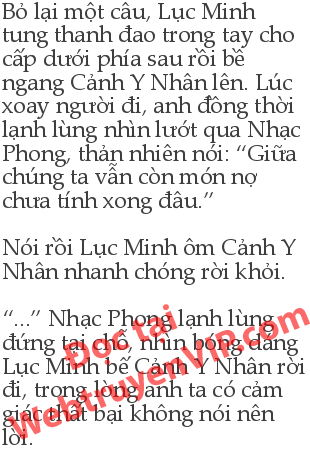 Bỏ lại một câu, Lục Minh
tung thanh đao trong tay cho
cấp dưới phía sau rồi bề
ngang Cảnh Y Nhân lên. Lúc
xoay người đi, anh đồng thời
lạnh lùng nhìn lướt qua Nhạc
Phong, thản nhiên nói: “Giữa
chúng ta vẫn còn món nợ
chưa tính xong đâu.”
Nói rồi Lục Minh ôm Cảnh Y
Nhân nhanh chóng rời khỏi.
“...” Nhạc Phong lạnh lùng
đứng tại chỗ, nhìn bóng dáng
Lục Minh bế Cảnh Y Nhân rời
đi, trong lòng anh ta có cảm
giác thất bại không nói nên
lời.
Đọc tại
WebtruyenVIP.com